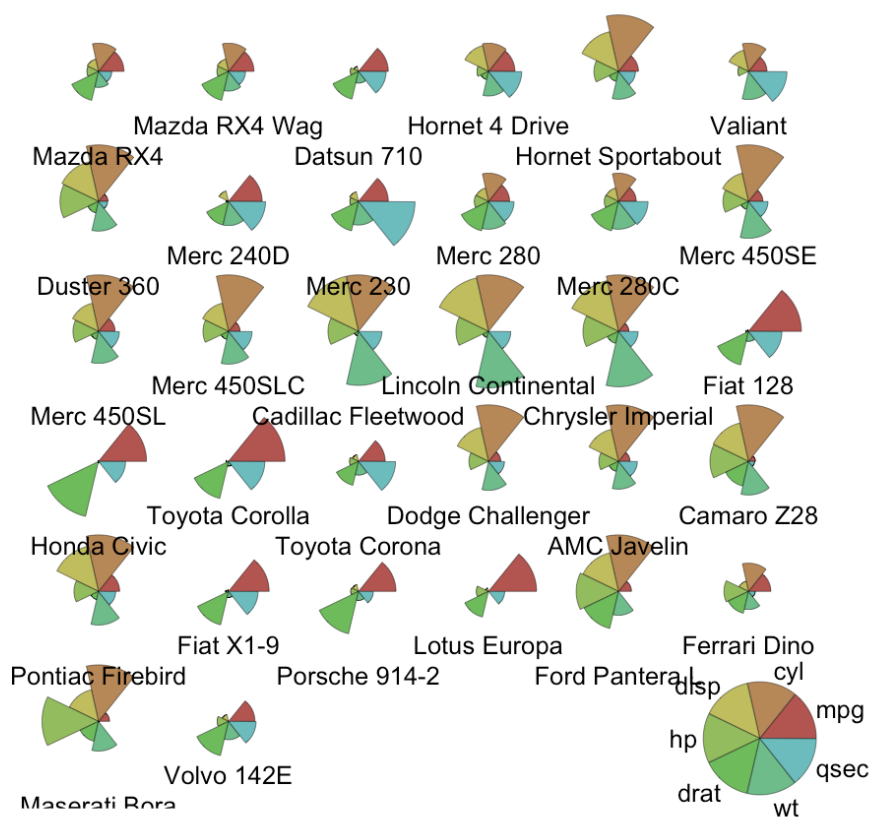 Mazda RX4 Wag Hornet 4 Drive Valiant
Mazda RX4 Datsun 710 Hornet Sportabout
Merc 240D Merc 280 Merc 450SE
Duster 360 Merc 230 Merc 280C
Merc 450SLC Lincoln Continental Fiat 128
Merc 450SL Cadillac Fleetwood Chrysler Imperial
Toyota Corolla Dodge Challenger Camaro Z28
Honda Civic Toyota Corona AMC Javelin
Fiat X1-9 Lotus Europa Ferrari Dino
Pontiac Firebird Porsche 914-2 Ford Pantera L
disp cyl
mpg
hp
qsec
drat
wt
Volvo 142E
Maserati Bora